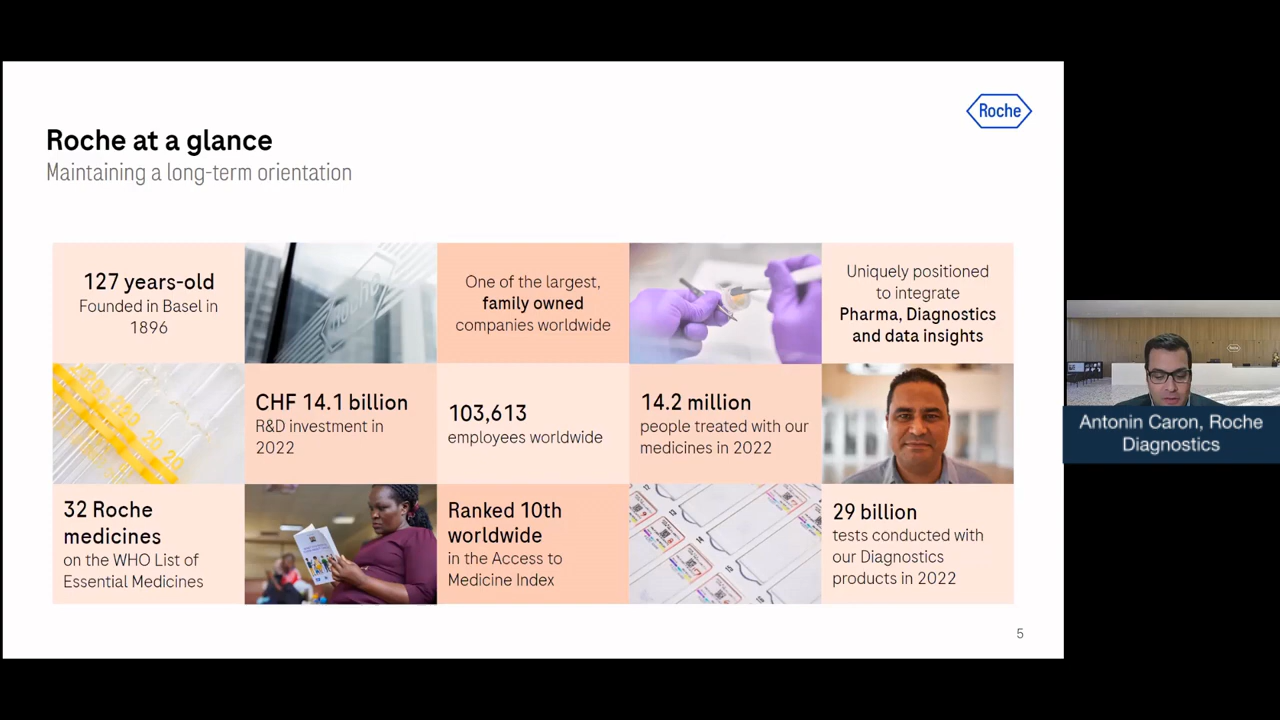 Roche
Roche at a glance
Maintaining a long-term orientation
127 years-old
Founded in Basel in
1896
Roche
One of the largest,
family owned
companies worldwide
Uniquely positioned
to integrate
Pharma, Diagnostics
and data insights
20
CHF 14.1 billion
R&D investment in
2022
103,613
employees worldwide
14.2 million
people treated with our
medicines in 2022
32 Roche
medicines
on the WHO List of
Essential Medicines
Ranked 10th
worldwide
in the Access to
Medicine Index
29 billion
tests conducted with
our Diagnostics
products in 2022
5
Roche
Antonin Caron, Roche
Diagnostics